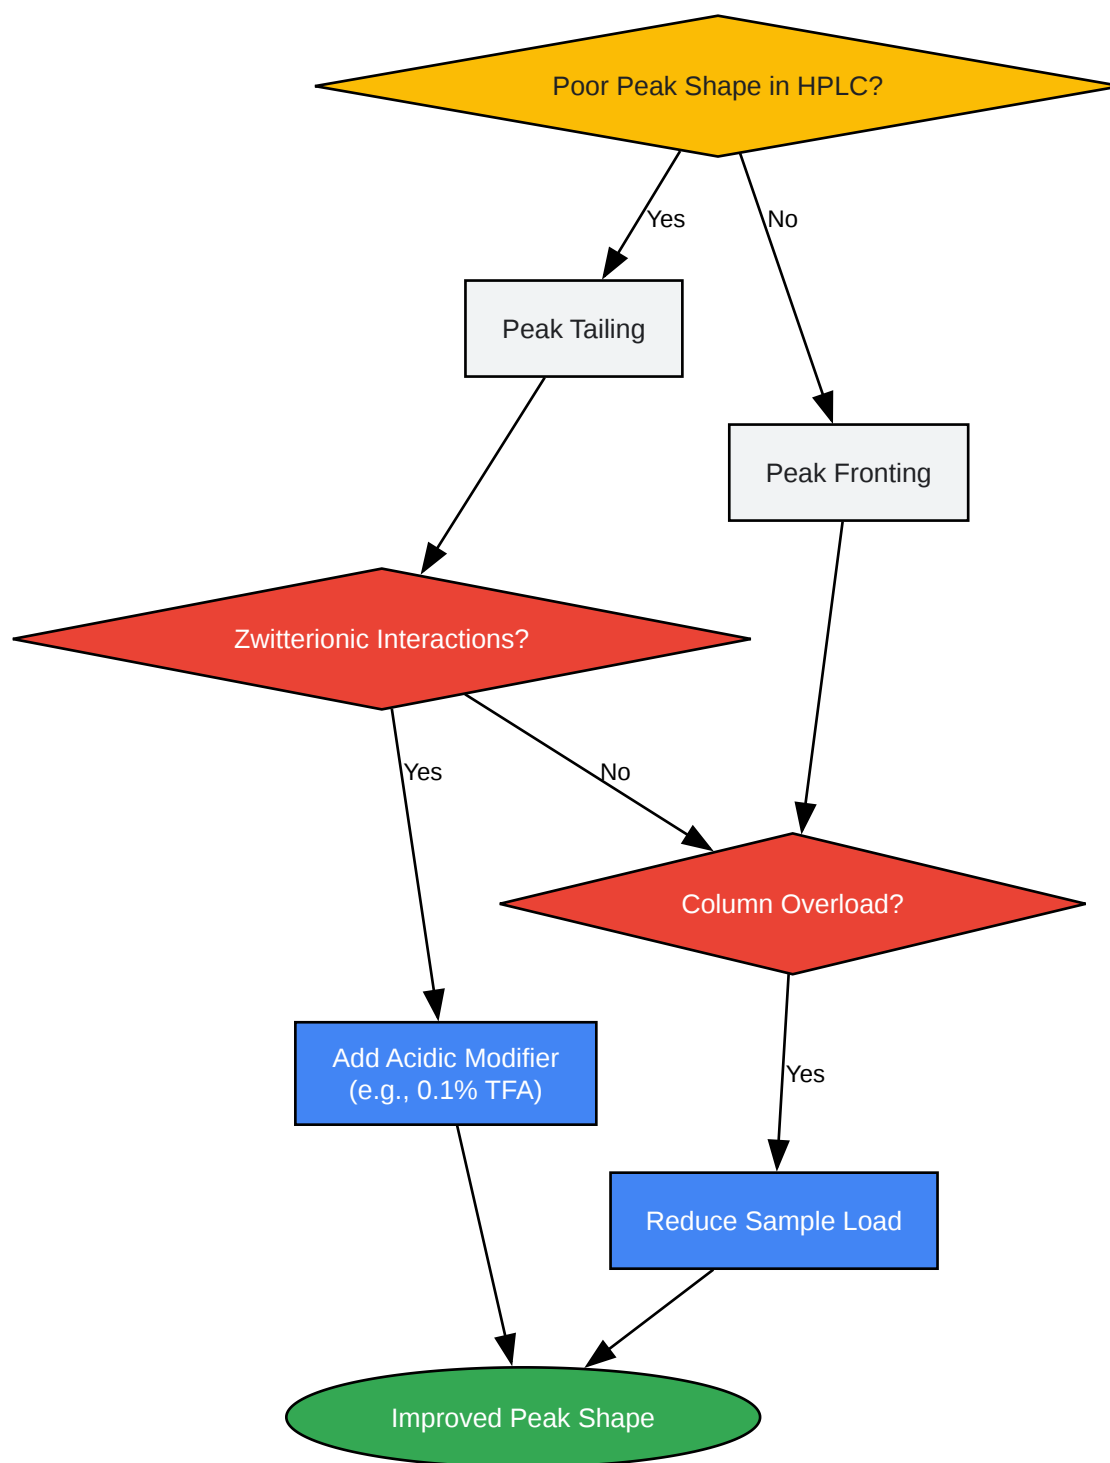 Poor Peak Shape in HPLC?
Yes
No
Peak Tailing
Peak Fronting
Zwitterionic Interactions?
Yes
No
Column Overload?
Add Acidic Modifier
(e.g., 0.1% TFA)
Yes
Reduce Sample Load
Improved Peak Shape